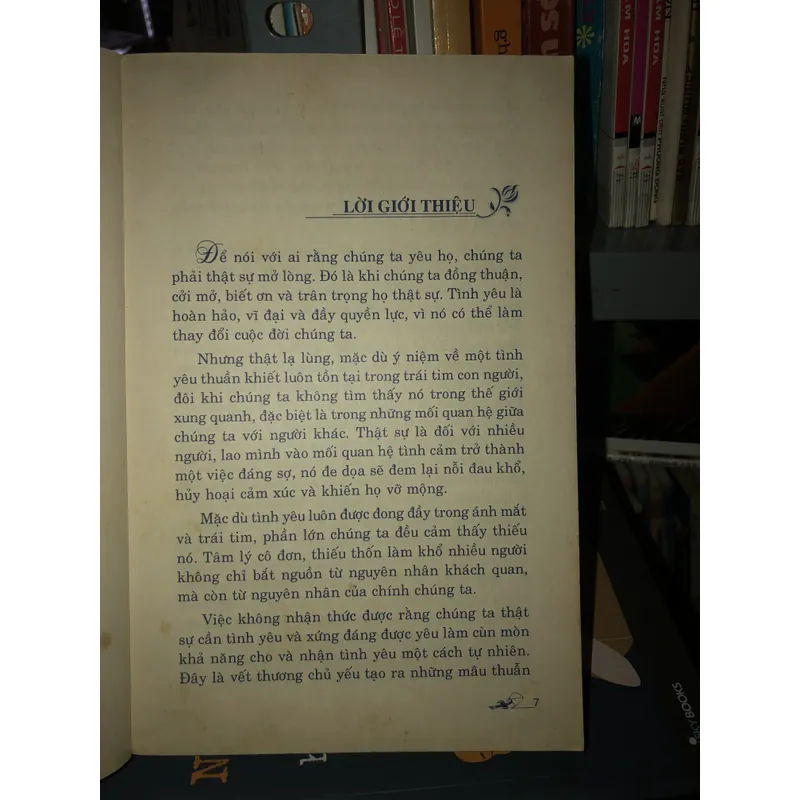 LỜI GIỚI THIỆU
Để nói với ai rằng chúng ta yêu họ, chúng ta
phải thật sự mở lòng. Đó là khi chúng ta đồng thuận,
cởi mở, biết ơn và trân trọng họ thật sự. Tình yêu là
hoàn hảo, vĩ đại và đầy quyền lực, vì nó có thể làm
thay đổi cuộc đời chúng ta.
Nhưng thật lạ lùng, mặc dù ý niệm về một tình
yêu thuần khiết luôn tồn tại trong trái tim con người,
đôi khi chúng ta không tìm thấy nó trong thế giới
xung quanh, đặc biệt là trong những mối quan hệ giữa
chúng ta với người khác. Thật sự là đối với nhiều
người, lao mình vào mối quan hệ tình cảm trở thành
một việc đáng sợ, nó đe dọa sẽ đem lại nỗi đau khổ,
hủy hoại cảm xúc và khiến họ vỡ mộng.
Mặc dù tình yêu luôn được đong đầy trong ánh mắt
và trái tim, phần lớn chúng ta đều cảm thấy thiếu
nó. Tâm lý cô đơn, thiếu thốn làm khổ nhiều người
không chỉ bắt nguồn từ nguyên nhân khách quan,
mà còn từ nguyên nhân của chính chúng ta.
Việc không nhận thức được rằng chúng ta thật
sự cần tình yêu và xứng đáng được yêu làm cùn mòn
khả năng cho và nhận tình yêu một cách tự nhiên.
Đây là vết thương chủ yếu tạo ra những mâu thuẫn
7
SKYBOOKS